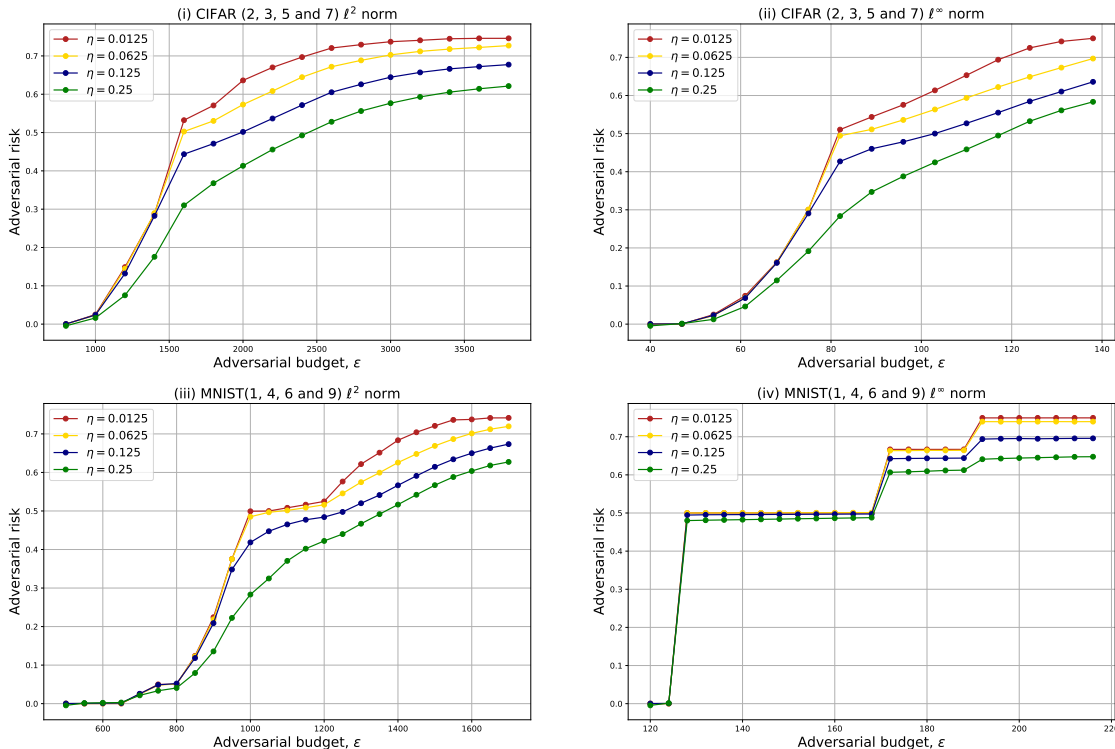 (i) CIFAR (2, 3, 5 and 7) ℓ² norm
η = 0.0125
η = 0.0625
η = 0.125
η = 0.25
Adversarial risk
0.7
0.6
0.5
0.4
0.3
0.2
0.1
0.0
1000 1500 2000 2500 3000 3500
Adversarial budget, ε
(ii) CIFAR (2, 3, 5 and 7) ℓ∞ norm
η = 0.0125
η = 0.0625
η = 0.125
η = 0.25
Adversarial risk
0.7
0.6
0.5
0.4
0.3
0.2
0.1
0.0
40 60 80 100 120 140
Adversarial budget, ε
(iii) MNIST(1, 4, 6 and 9) ℓ² norm
η = 0.0125
η = 0.0625
η = 0.125
η = 0.25
Adversarial risk
0.7
0.6
0.5
0.4
0.3
0.2
0.1
0.0
600 800 1000 1200 1400 1600
Adversarial budget, ε
(iv) MNIST(1, 4, 6 and 9) ℓ∞ norm
η = 0.0125
η = 0.0625
η = 0.125
η = 0.25
Adversarial risk
0.7
0.6
0.5
0.4
0.3
0.2
0.1
0.0
120 140 160 180 200
Adversarial budget, ε